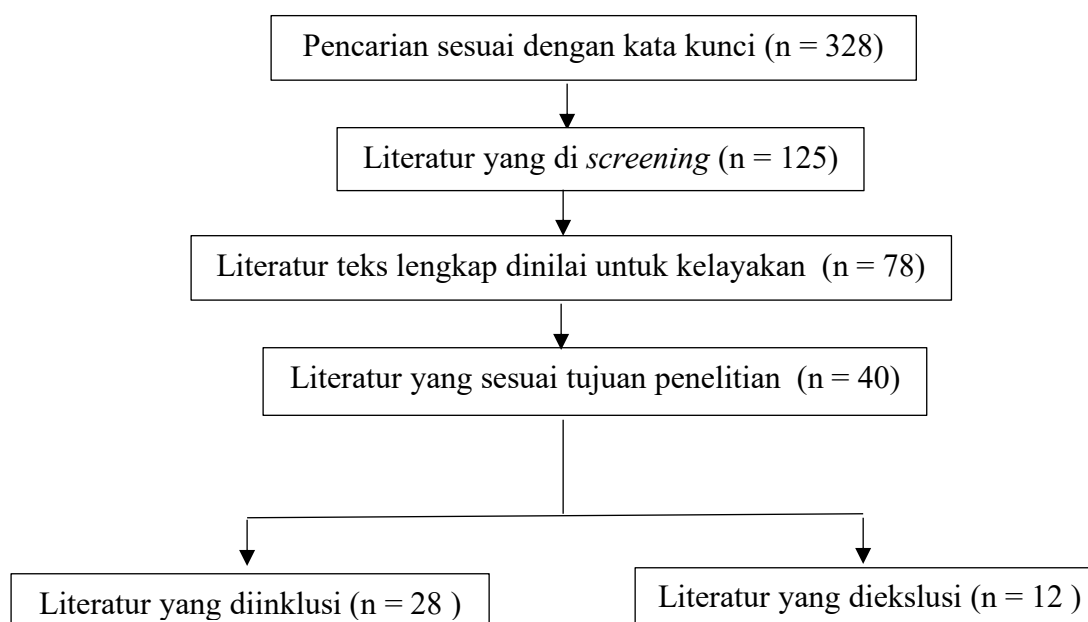 Pencarian sesuai dengan kata kunci (n = 328)
Literatur yang di screening (n = 125)
Literatur teks lengkap dinilai untuk kelayakan (n = 78)
Literatur yang sesuai tujuan penelitian (n = 40)
Literatur yang diinklusi (n = 28 )
Literatur yang diekslusi (n = 12 )